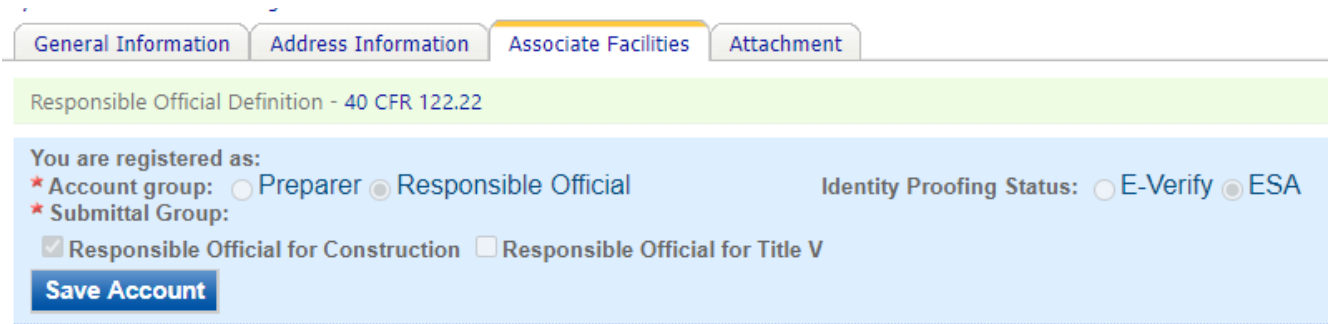 General Information Address Information Associate Facilities Attachment
Responsible Official Definition - 40 CFR 122.22
You are registered as:
* Account group: Preparer Responsible Official Identity Proofing Status: E-Verify ESA
* Submittal Group:
Responsible Official for Construction Responsible Official for Title V
Save Account